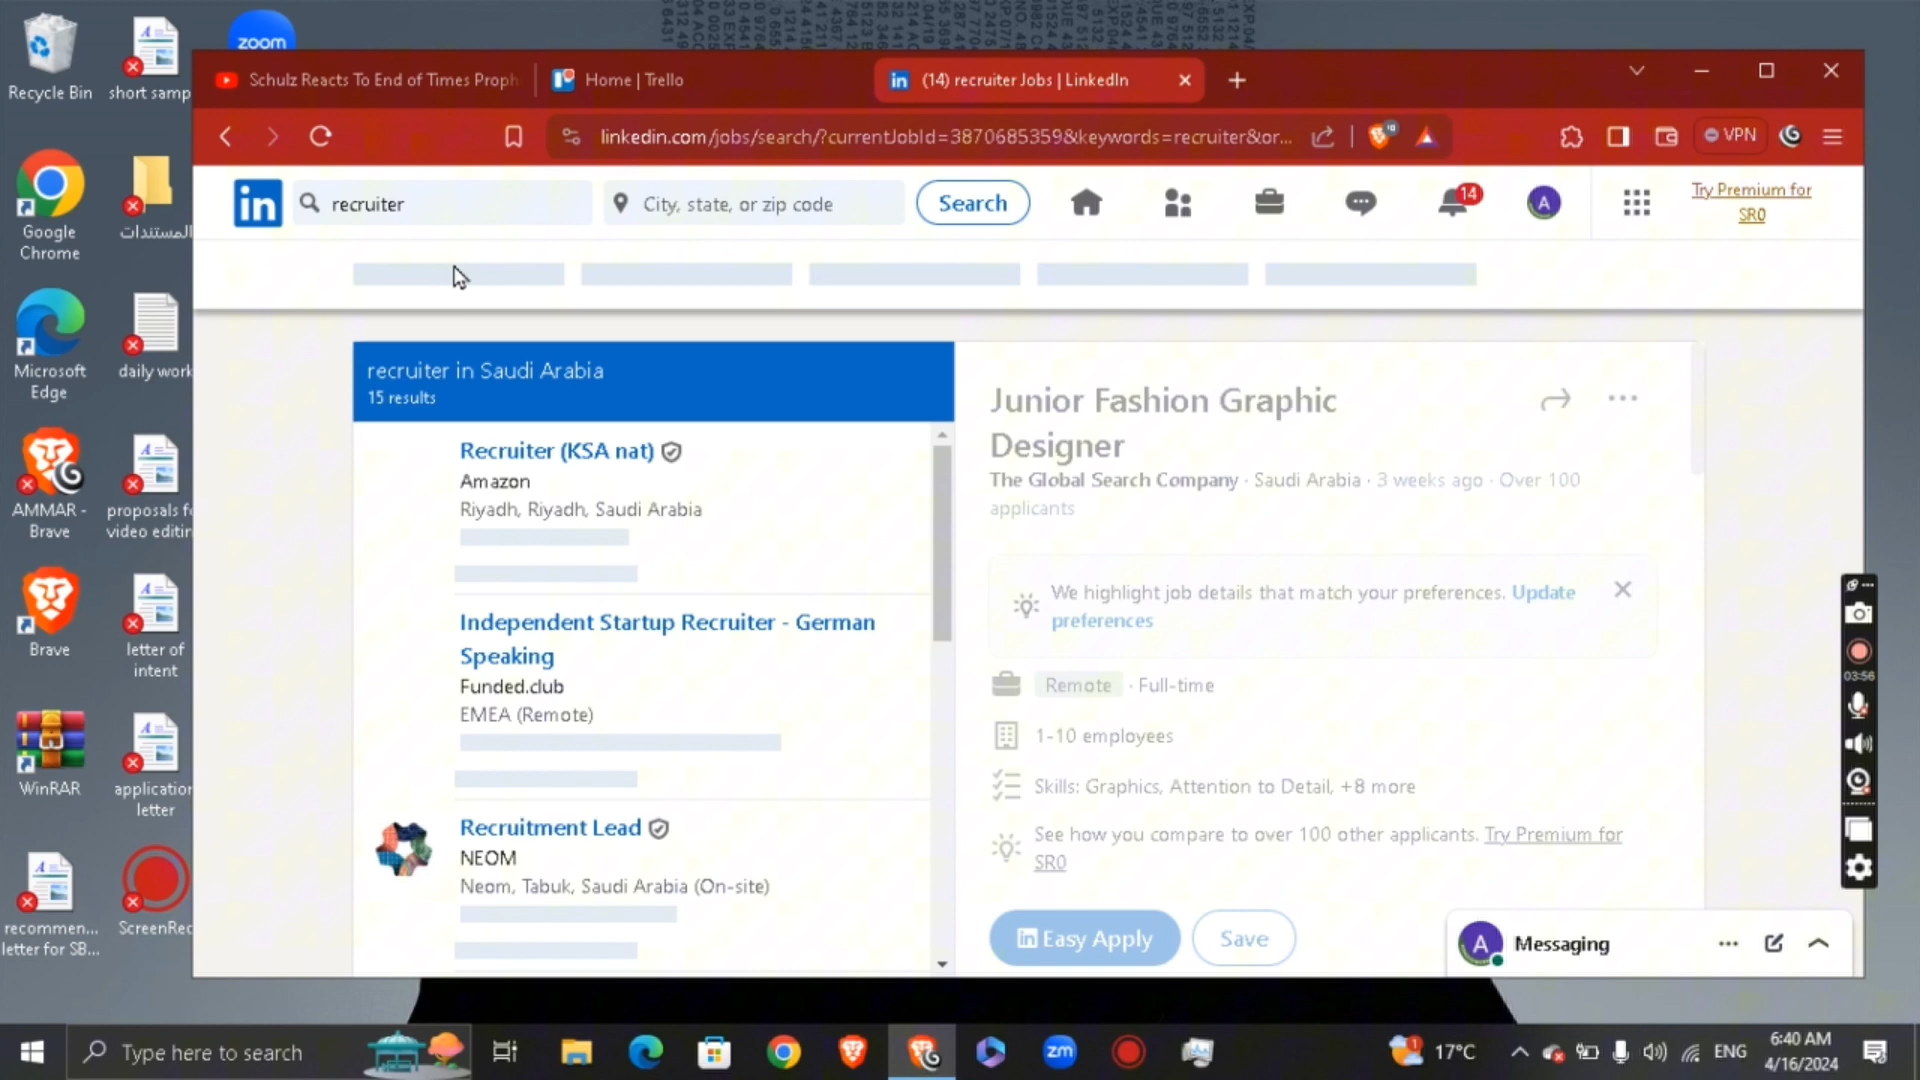 zoom
Recycle Bin
short samp
Google
Chrome
المستندات
Microsoft
Edge
daily work
AMMAR -
Brave
proposals f
video editin
Brave
letter of
intent
WinRAR
application
letter
recommen...
letter for SB...
ScreenRec
Schulz Reacts To End of Times Proph
Home | Trello
(14) recruiter Jobs | LinkedIn
linkedin.com/jobs/search/?currentJobId=3870685359&keywords=recruiter&or...
VPN
in
recruiter
City, state, or zip code
Search
14
A
Try Premium for
SR0
recruiter in Saudi Arabia
15 results
Recruiter (KSA nat)
Amazon
Riyadh, Riyadh, Saudi Arabia
Independent Startup Recruiter - German
Speaking
Funded.club
EMEA (Remote)
Recruitment Lead
NEOM
Neom, Tabuk, Saudi Arabia (On-site)
Junior Fashion Graphic
Designer
The Global Search Company · Saudi Arabia · 3 weeks ago · Over 100
applicants
We highlight job details that match your preferences. Update
preferences
Remote · Full-time
1-10 employees
Skills: Graphics, Attention to Detail, +8 more
See how you compare to over 100 other applicants. Try Premium for
SR0
in Easy Apply
Save
A Messaging
03:56
Type here to search
zm
1
17°C
ENG
6:40 AM
4/16/2024